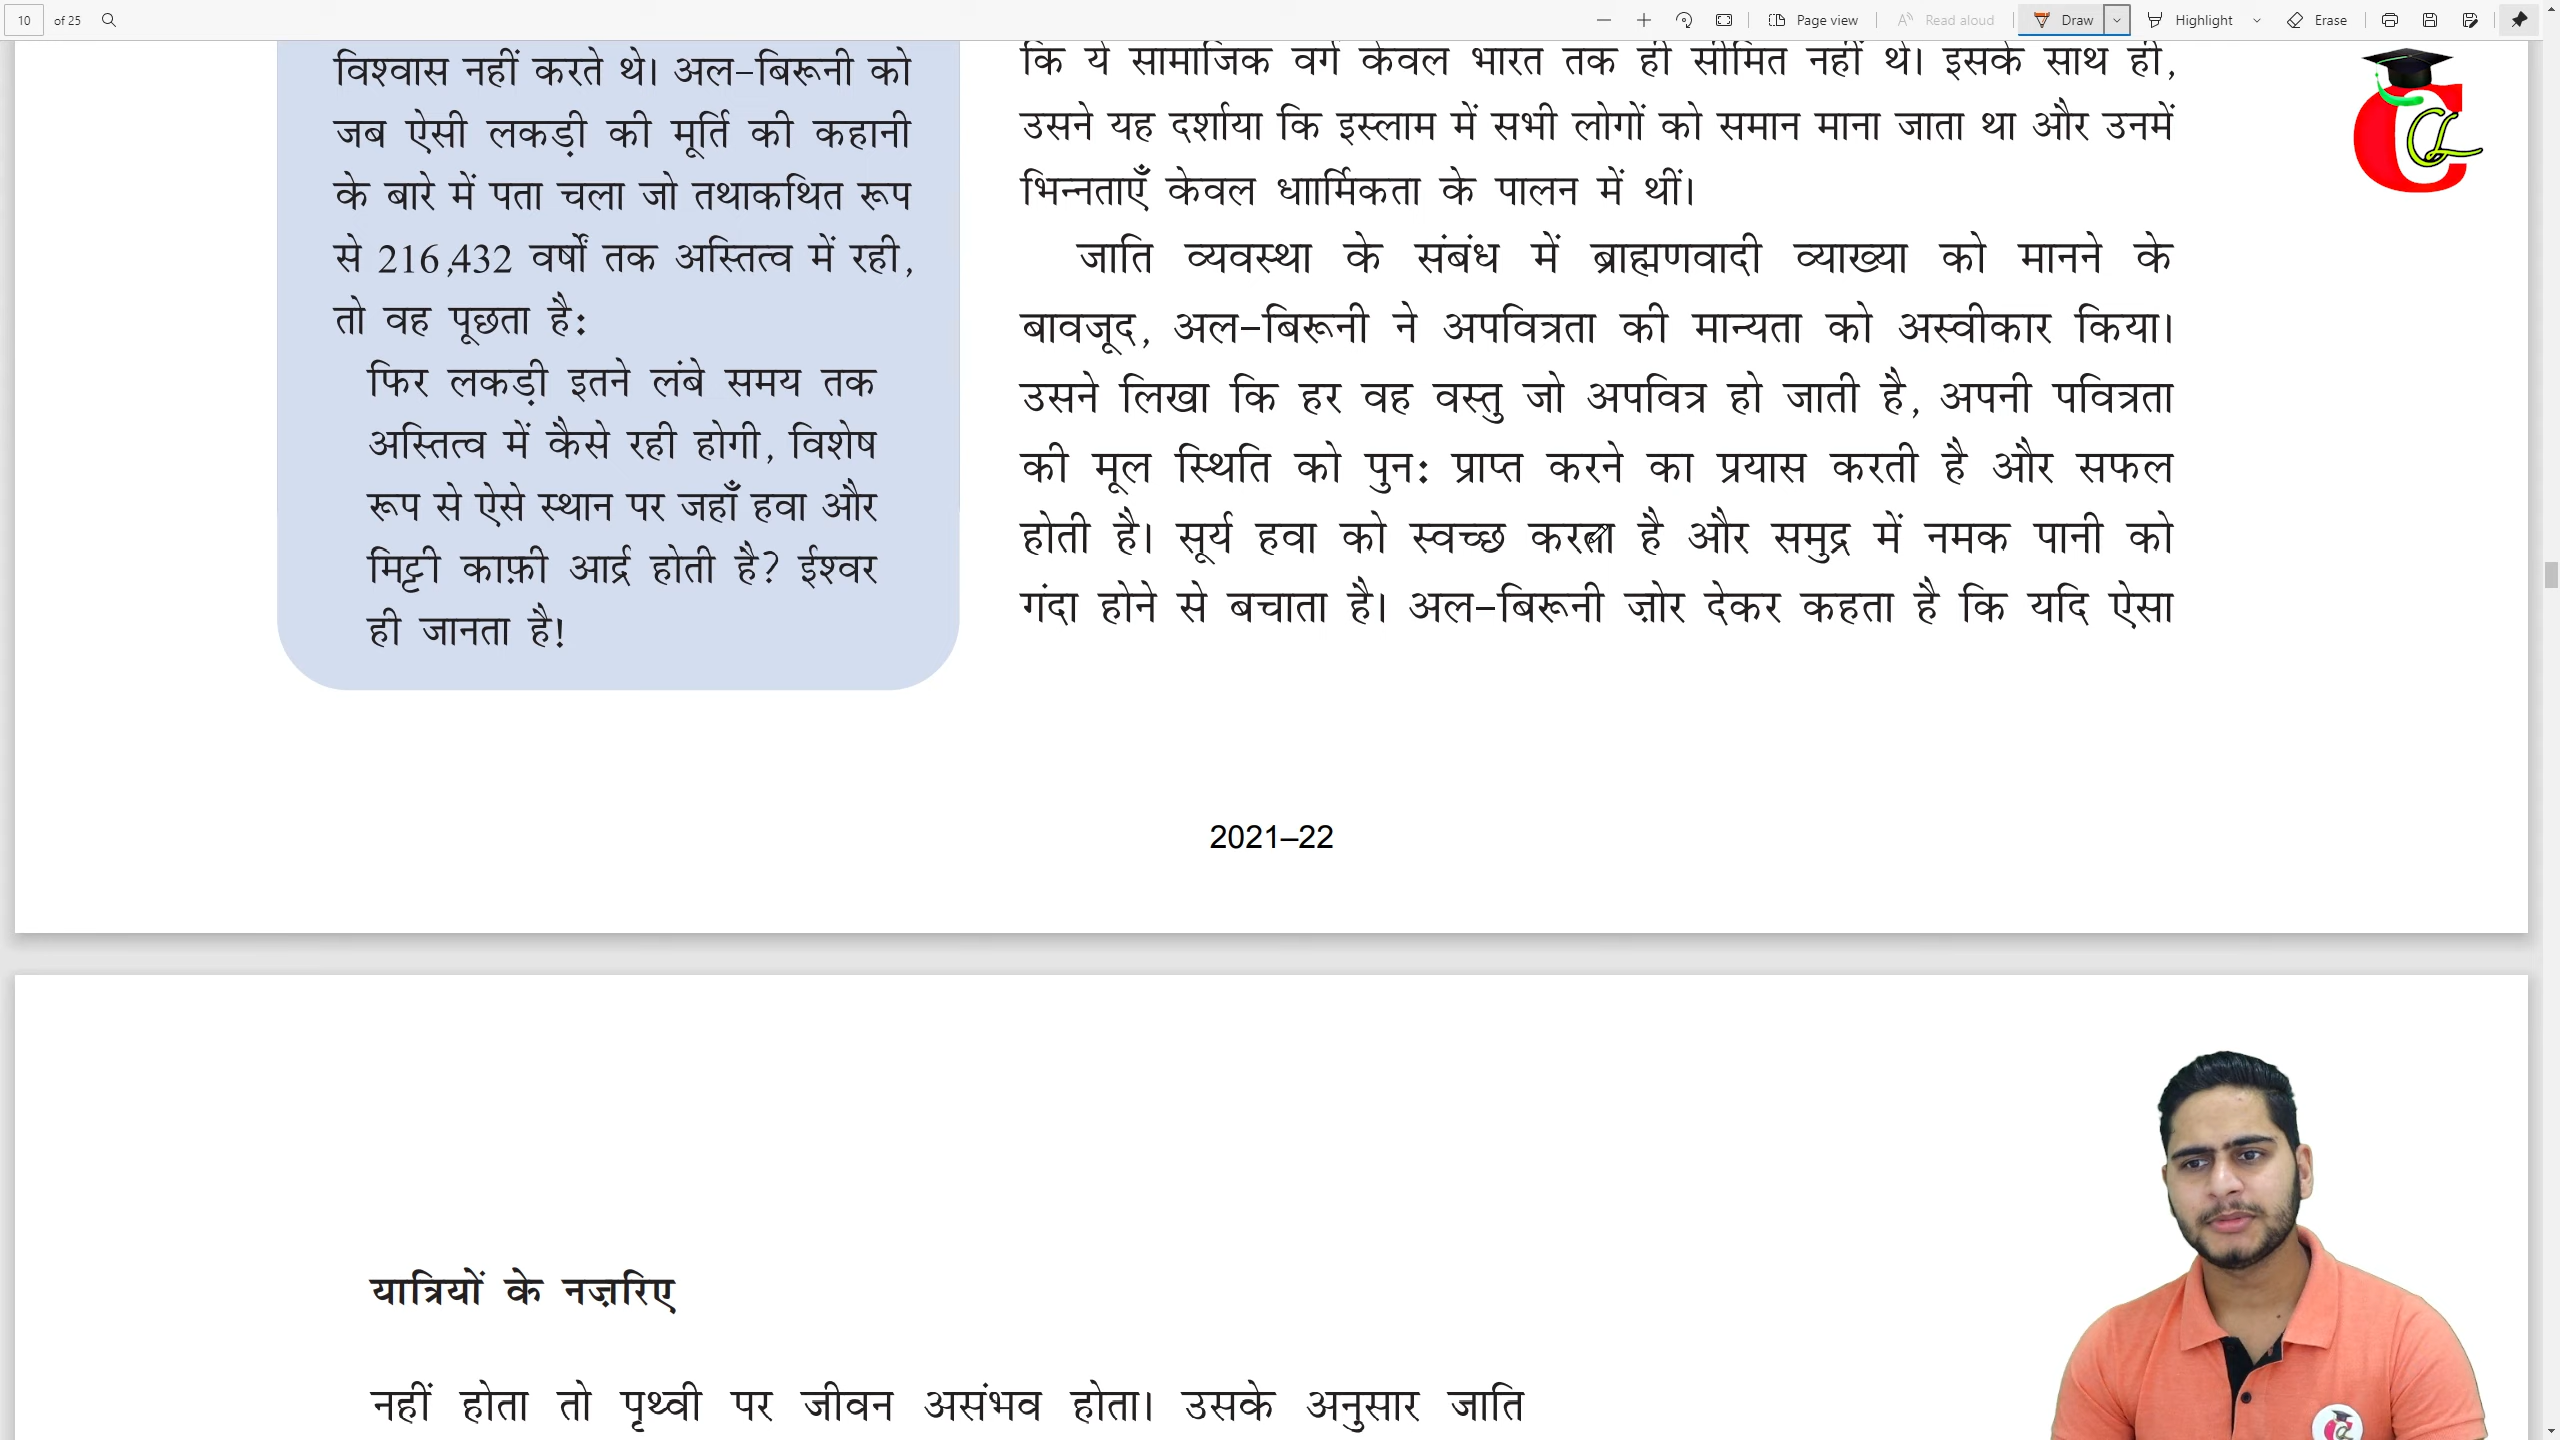 10 of 25
Page view
Read aloud
Draw
Highlight
Erase
विश्वास नहीं करते थे। अल-बिरूनी को
जब ऐसी लकड़ी की मूर्ति की कहानी
के बारे में पता चला जो तथाकथित रूप
से 216,432 वर्षों तक अस्तित्व में रही,
तो वह पूछता है:
फिर लकड़ी इतने लंबे समय तक
अस्तित्व में कैसे रही होगी, विशेष
रूप से ऐसे स्थान पर जहाँ हवा और
मिट्टी काफ़ी आर्द्र होती है? ईश्वर
ही जानता है!
कि ये सामाजिक वर्ग केवल भारत तक ही सीमित नहीं थे। इसके साथ ही,
उसने यह दर्शाया कि इस्लाम में सभी लोगों को समान माना जाता था और उनमें
भिन्नताएँ केवल धाार्मिकता के पालन में थीं।
जाति व्यवस्था के संबंध में ब्राह्मणवादी व्याख्या को मानने के
बावजूद, अल-बिरूनी ने अपवित्रता की मान्यता को अस्वीकार किया।
उसने लिखा कि हर वह वस्तु जो अपवित्र हो जाती है, अपनी पवित्रता
की मूल स्थिति को पुन: प्राप्त करने का प्रयास करती है और सफल
होती है। सूर्य हवा को स्वच्छ करता है और समुद्र में नमक पानी को
गंदा होने से बचाता है। अल-बिरूनी ज़ोर देकर कहता है कि यदि ऐसा
2021–22
यात्रियों के नज़रिए
नहीं होता तो पृथ्वी पर जीवन असंभव होता। उसके अनुसार जाति